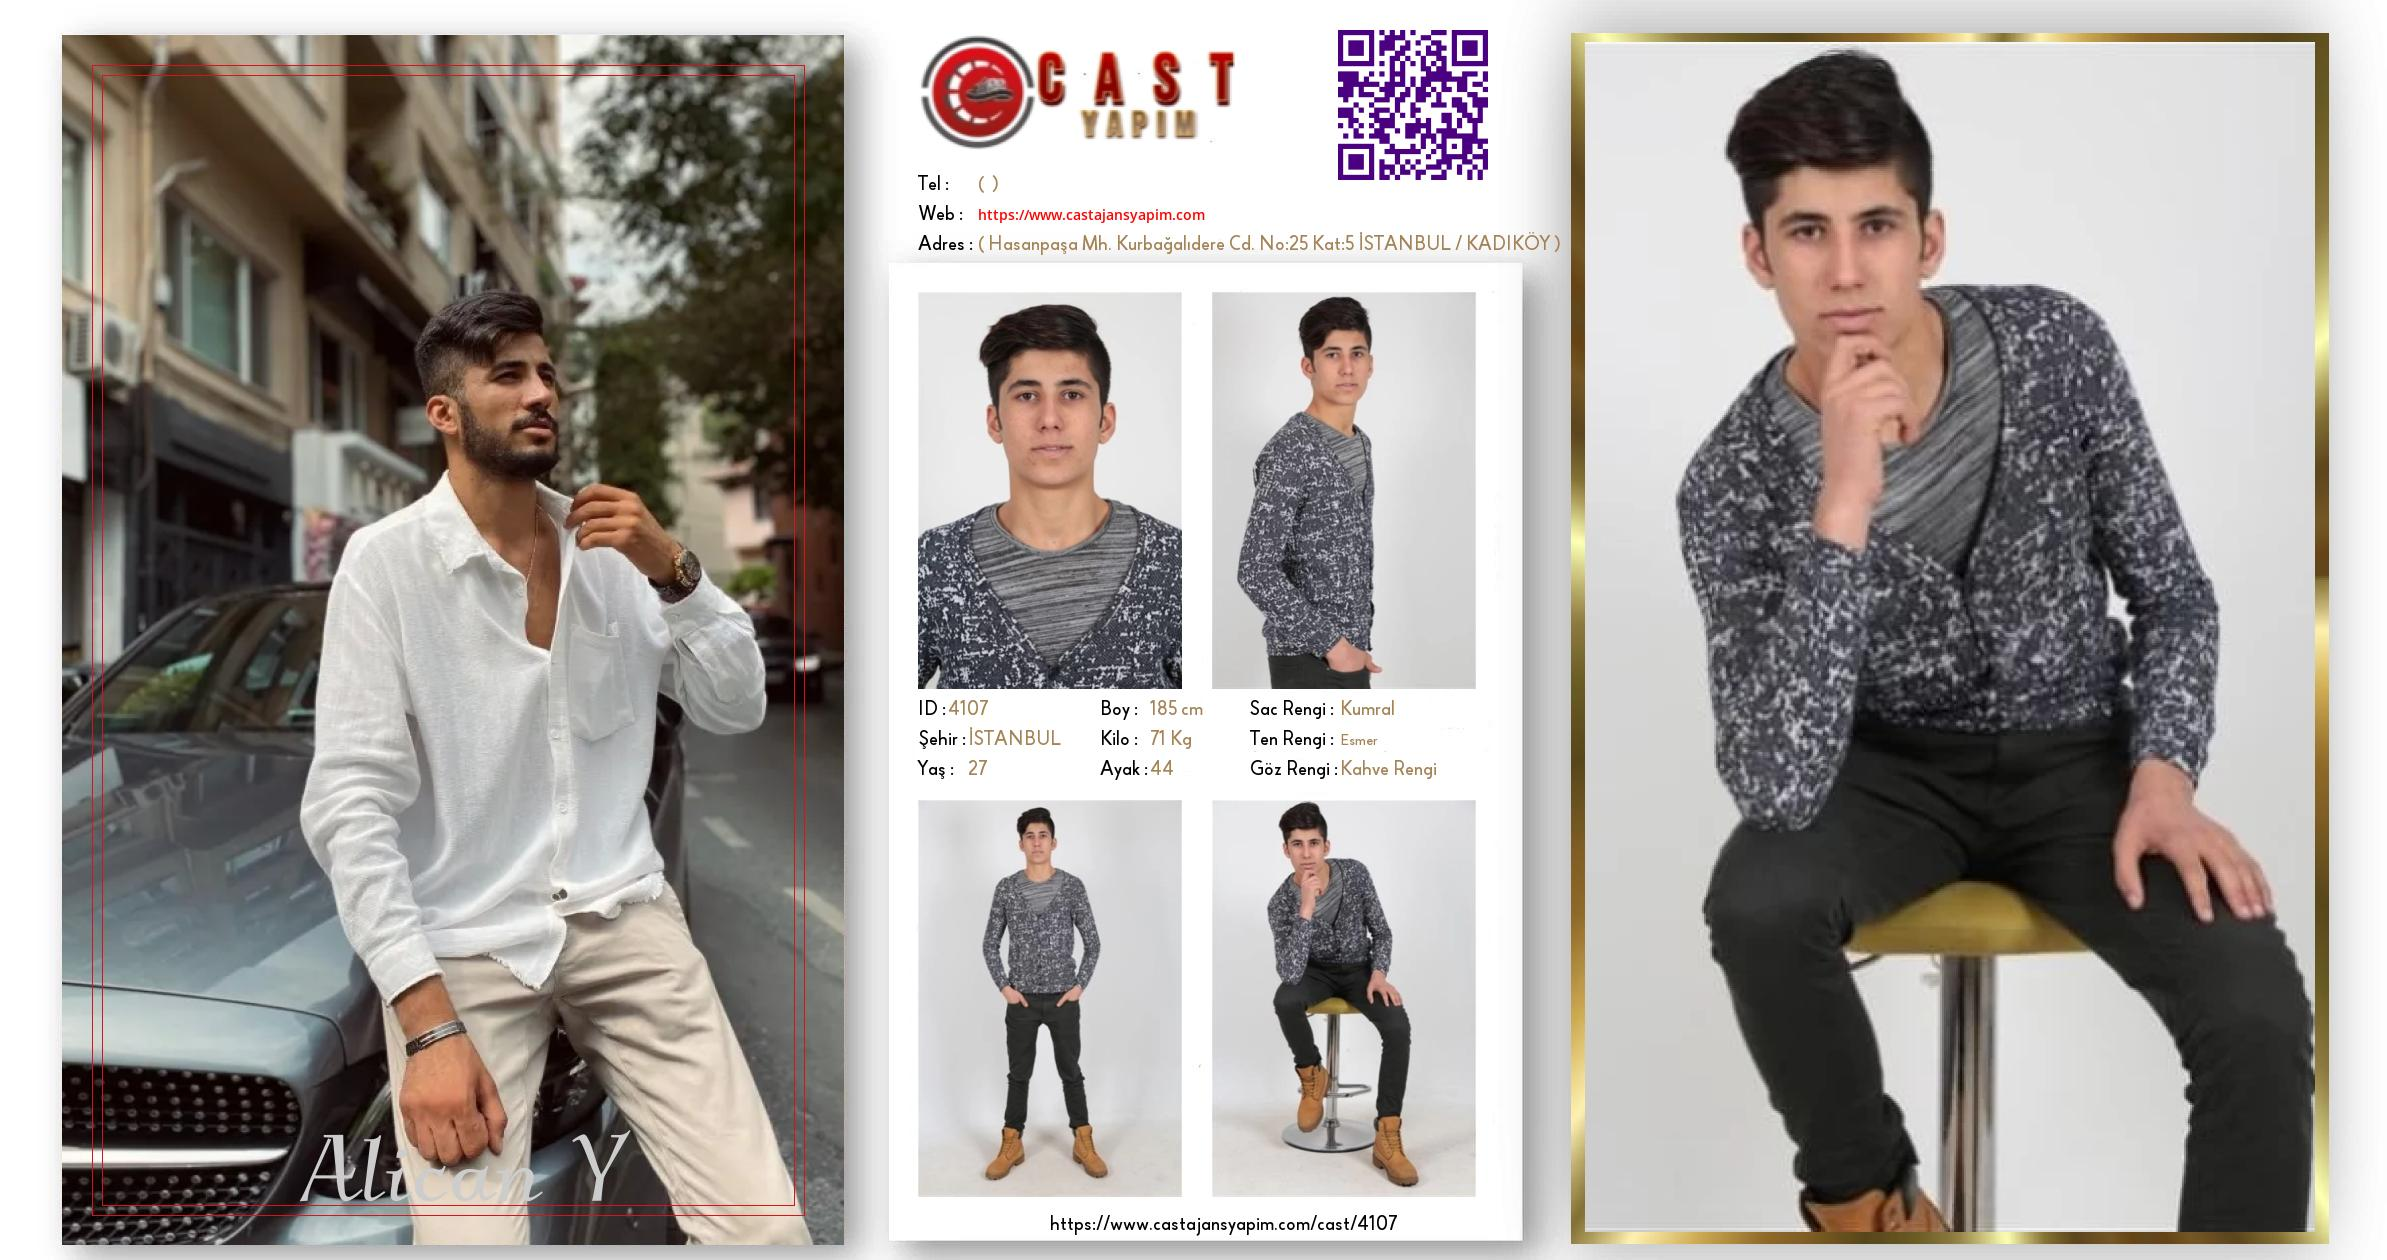 Alican Y
CAST
YAPIM
Tel : ( )
Web : https://www.castajansyapim.com
Adres : ( Hasanpaşa Mh. Kurbağalıdere Cd. No:25 Kat:5 İSTANBUL / KADIKÖY )
ID : 4107 Boy : 185 cm Sac Rengi : Kumral
Şehir : İSTANBUL Kilo : 71 Kg Ten Rengi : Esmer
Yaş : 27 Ayak : 44 Göz Rengi : Kahve Rengi
https://www.castajansyapim.com/cast/4107